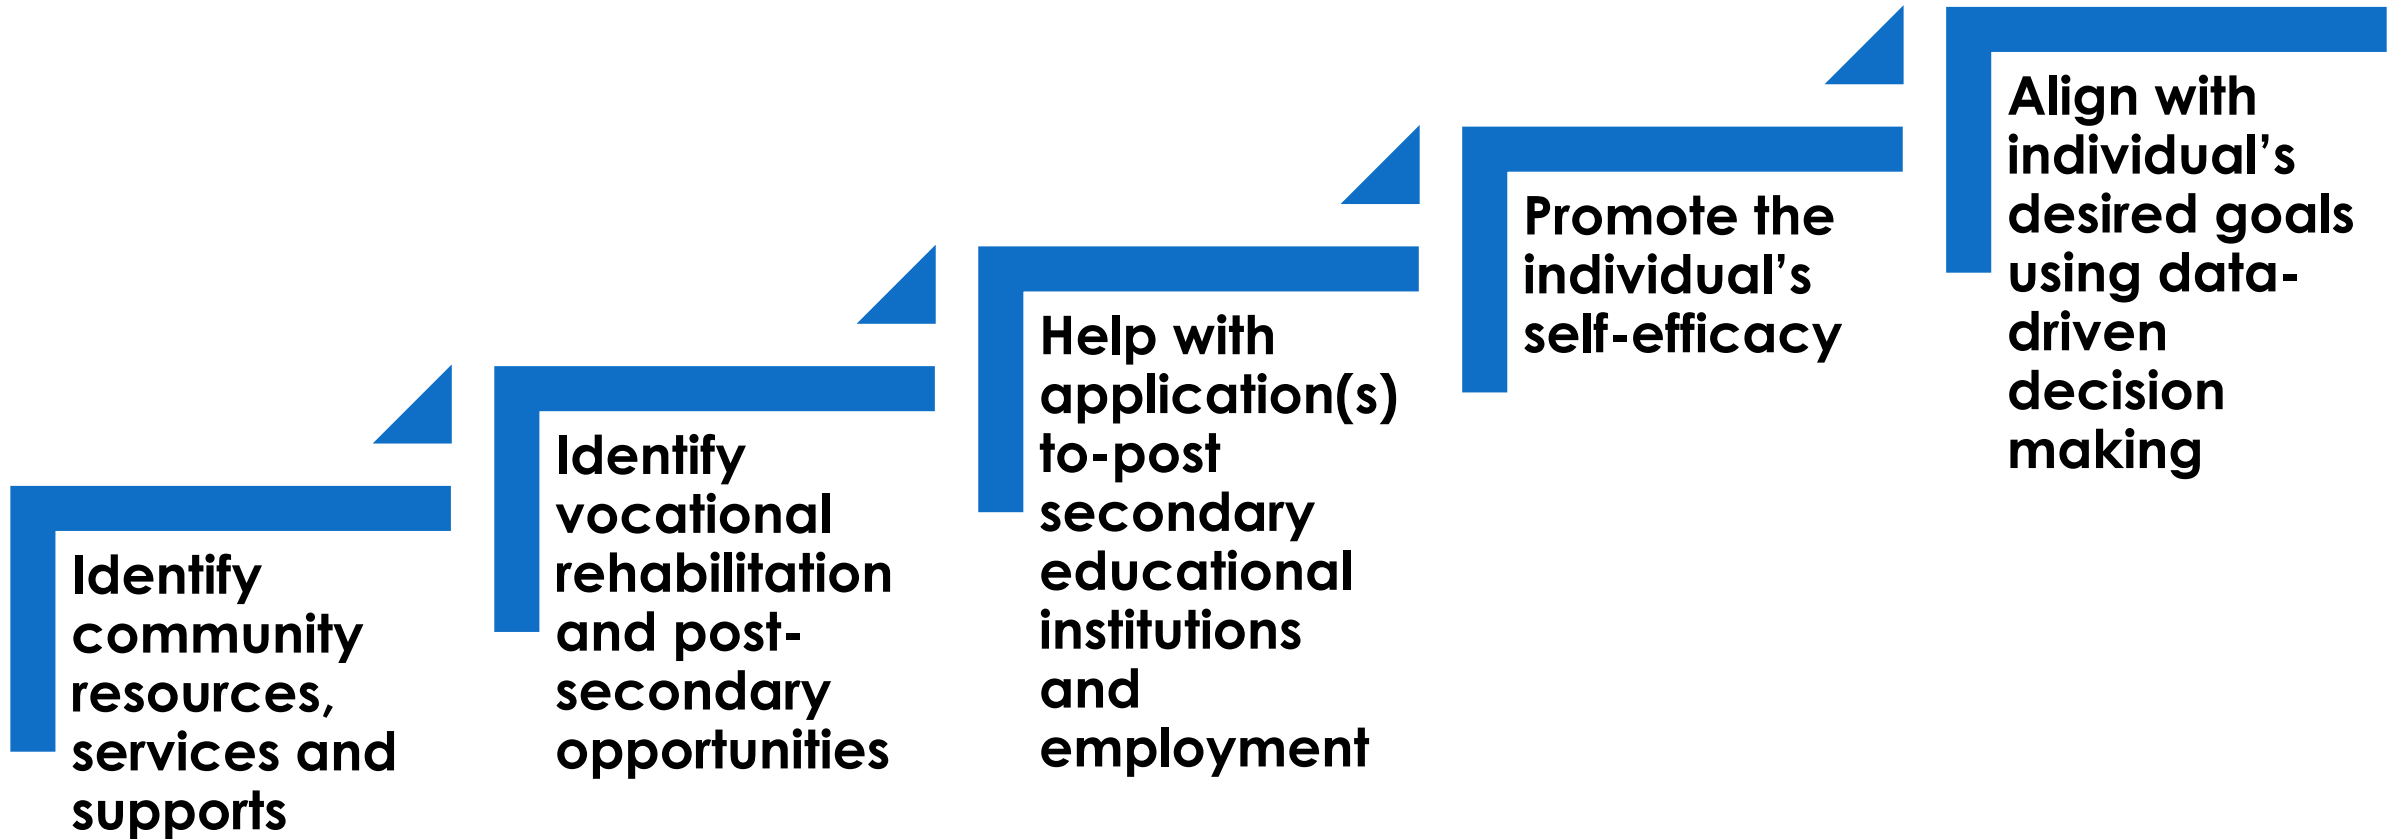 Identify
community
resources,
services and
supports
Identify
vocational
rehabilitation
and post-
secondary
opportunities
Help with
application(s)
to-post
secondary
educational
institutions
and
employment
Promote the
individual’s
self-efficacy
Align with
individual’s
desired goals
using data-
driven
decision
making